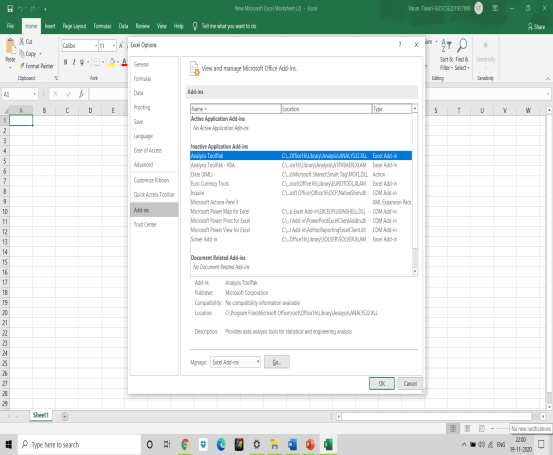 New Microsoft Excel Worksheet (2) - Excel
Varun Tiwari-G03C5E201921990
File Home Insert Page Layout Formulas Data Review View Help Tell me what you want to do Share
Cut
Copy
Format Painter
Paste
Clipboard
Calibri 11
B I U
Sort & Find &
Filter Select
Editing
Sensitivity
Sensitivity
A1
fx
A B C D E S T U V W
1
2
3
4
5
6
7
8
9
10
11
12
13
14
15
16
17
18
19
20
21
22
23
24
25
26
27
28
29
Excel Options
? X
General
Formulas
Data
Proofing
Save
Language
Ease of Access
Advanced
Customize Ribbon
Quick Access Toolbar
Add-ins
Trust Center
View and manage Microsoft Office Add-ins.
Add-ins
Name Location Type
Active Application Add-ins
No Active Application Add-ins
Inactive Application Add-ins
Analysis ToolPak C:\...Office16\Library\Analysis\ANALYS32.XLL Excel Add-in
Analysis ToolPak - VBA C:\...ice16\Library\Analysis\ATPVBAEN.XLAM Excel Add-in
Date (XML) C:\...s\Microsoft Shared\Smart Tag\MOFL.DLL Action
Euro Currency Tools C:\...root\Office16\Library\EUROTOOL.XLAM Excel Add-in
Inquire C:\...soft Office\Office16\DCF\NativeShim.dll COM Add-in
Microsoft Actions Pane 3 XML Expansion Pack
Microsoft Power Map for Excel C:\...p Excel Add-in\EXCELPLUGINSHELL.DLL COM Add-in
Microsoft Power Pivot for Excel C:\...l Add-in\PowerPivotExcelClientAddIn.dll COM Add-in
Microsoft Power View for Excel C:\...l Add-in\AdHocReportingExcelClient.dll COM Add-in
Solver Add-in C:\...Office16\Library\SOLVER\SOLVER.XLAM Excel Add-in
Document Related Add-ins
No Document Related Add-ins
Add-in: Analysis ToolPak
Publisher: Microsoft Corporation
Compatibility: No compatibility information available
Location: C:\Program Files\Microsoft Office\root\Office16\Library\Analysis\ANALYS32.XLL
Description: Provides data analysis tools for statistical and engineering analysis
Manage: Excel Add-ins Go...
OK Cancel
Sheet1
No new notifications
Type here to search
ENG
22:00
19-11-2020